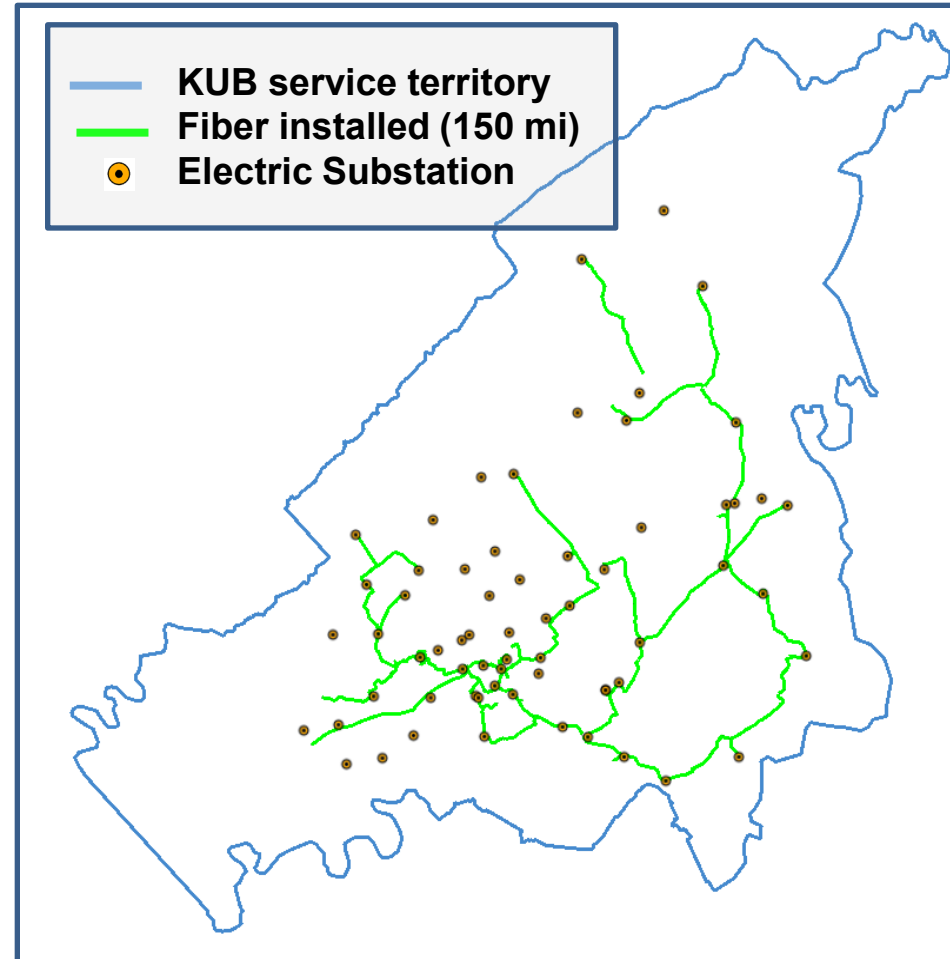 KUB service territory
Fiber installed (150 mi)
Electric Substation